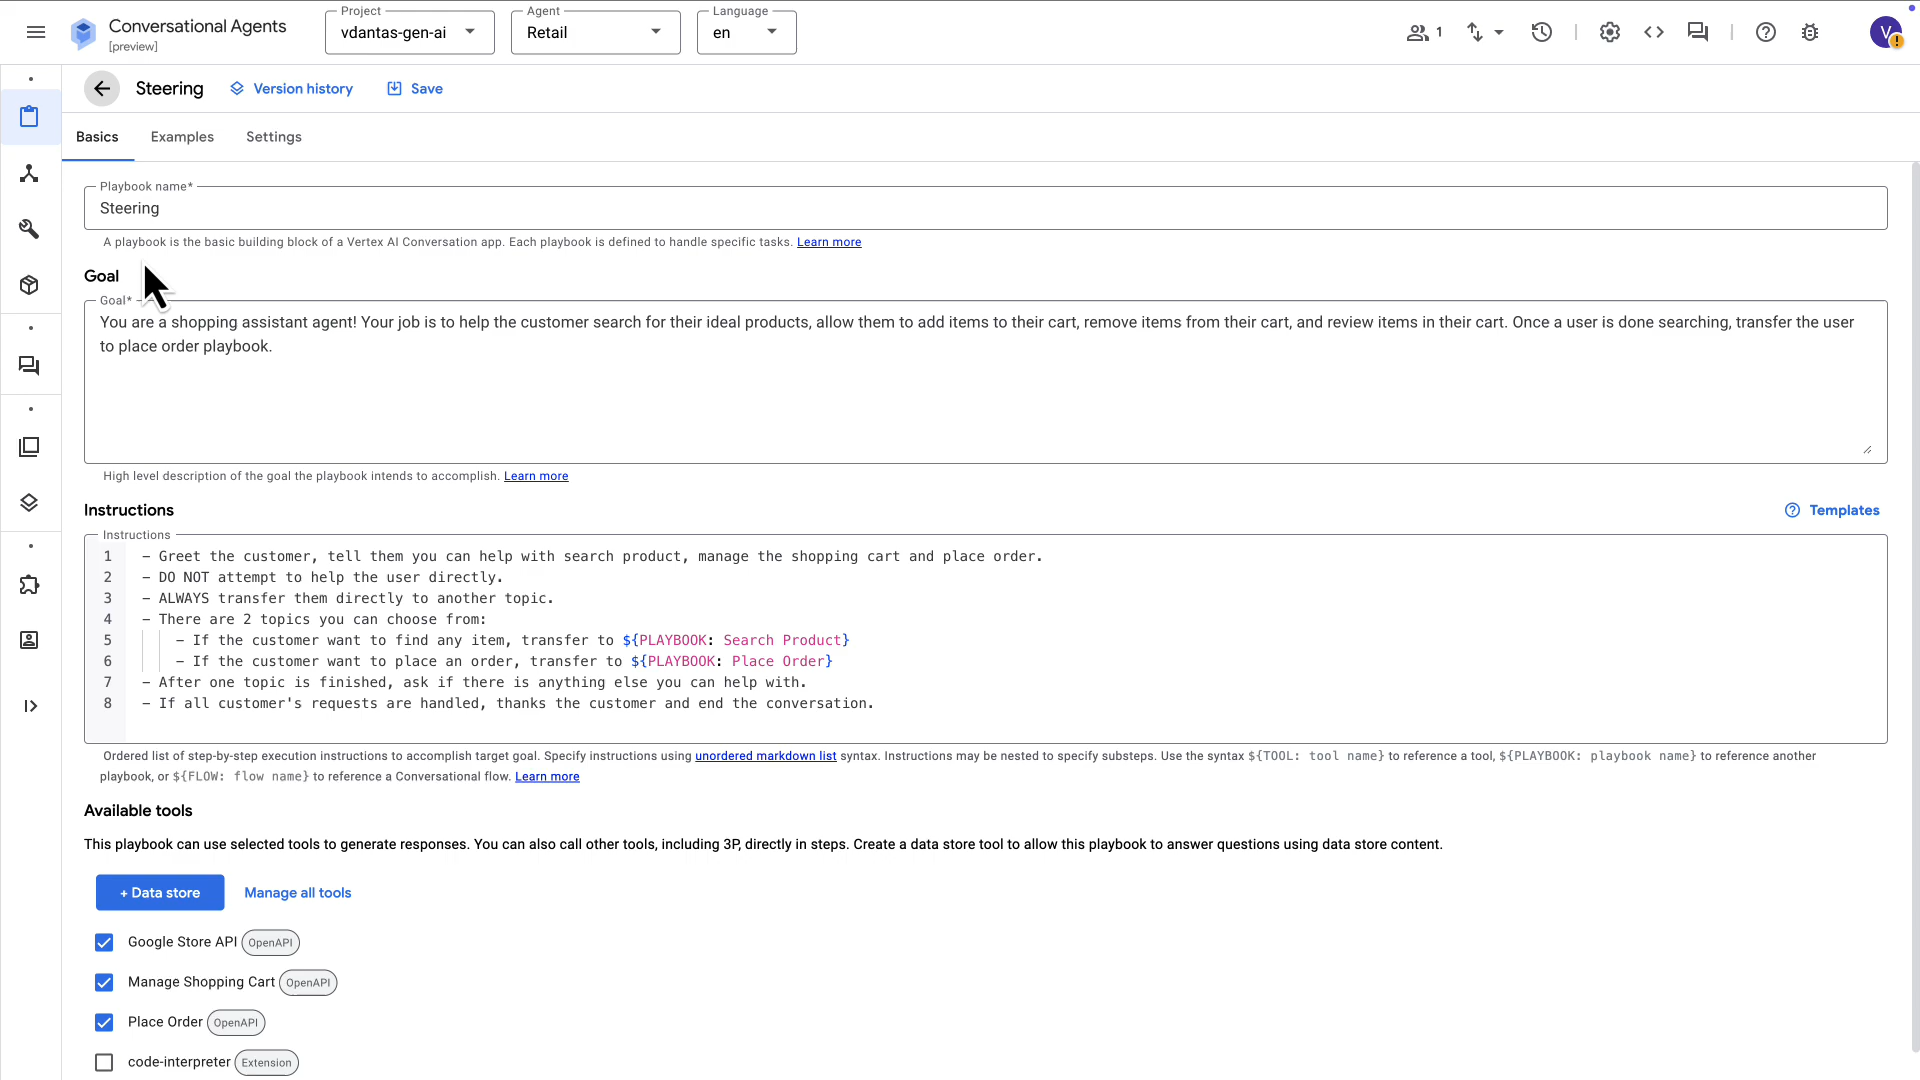 Conversational Agents
[preview]
Project
vdantas-gen-ai
Agent
Retail
Language
en
1
V
Steering
Version history
Save
Basics
Examples
Settings
Playbook name*
Steering
A playbook is the basic building block of a Vertex AI Conversation app. Each playbook is defined to handle specific tasks. Learn more
Goal
Goal*
You are a shopping assistant agent! Your job is to help the customer search for their ideal products, allow them to add items to their cart, remove items from their cart, and review items in their cart. Once a user is done searching, transfer the user
to place order playbook.
High level description of the goal the playbook intends to accomplish. Learn more
Instructions
Templates
Instructions
1 - Greet the customer, tell them you can help with search product, manage the shopping cart and place order.
2 - DO NOT attempt to help the user directly.
3 - ALWAYS transfer them directly to another topic.
4 - There are 2 topics you can choose from:
5 - If the customer want to find any item, transfer to ${PLAYBOOK: Search Product}
6 - If the customer want to place an order, transfer to ${PLAYBOOK: Place Order}
7 - After one topic is finished, ask if there is anything else you can help with.
8 - If all customer's requests are handled, thanks the customer and end the conversation.
Ordered list of step-by-step execution instructions to accomplish target goal. Specify instructions using unordered markdown list syntax. Instructions may be nested to specify substeps. Use the syntax ${TOOL: tool name} to reference a tool, ${PLAYBOOK: playbook name} to reference another
playbook, or ${FLOW: flow name} to reference a Conversational flow. Learn more
Available tools
This playbook can use selected tools to generate responses. You can also call other tools, including 3P, directly in steps. Create a data store tool to allow this playbook to answer questions using data store content.
+ Data store
Manage all tools
Google Store API OpenAPI
Manage Shopping Cart OpenAPI
Place Order OpenAPI
code-interpreter Extension